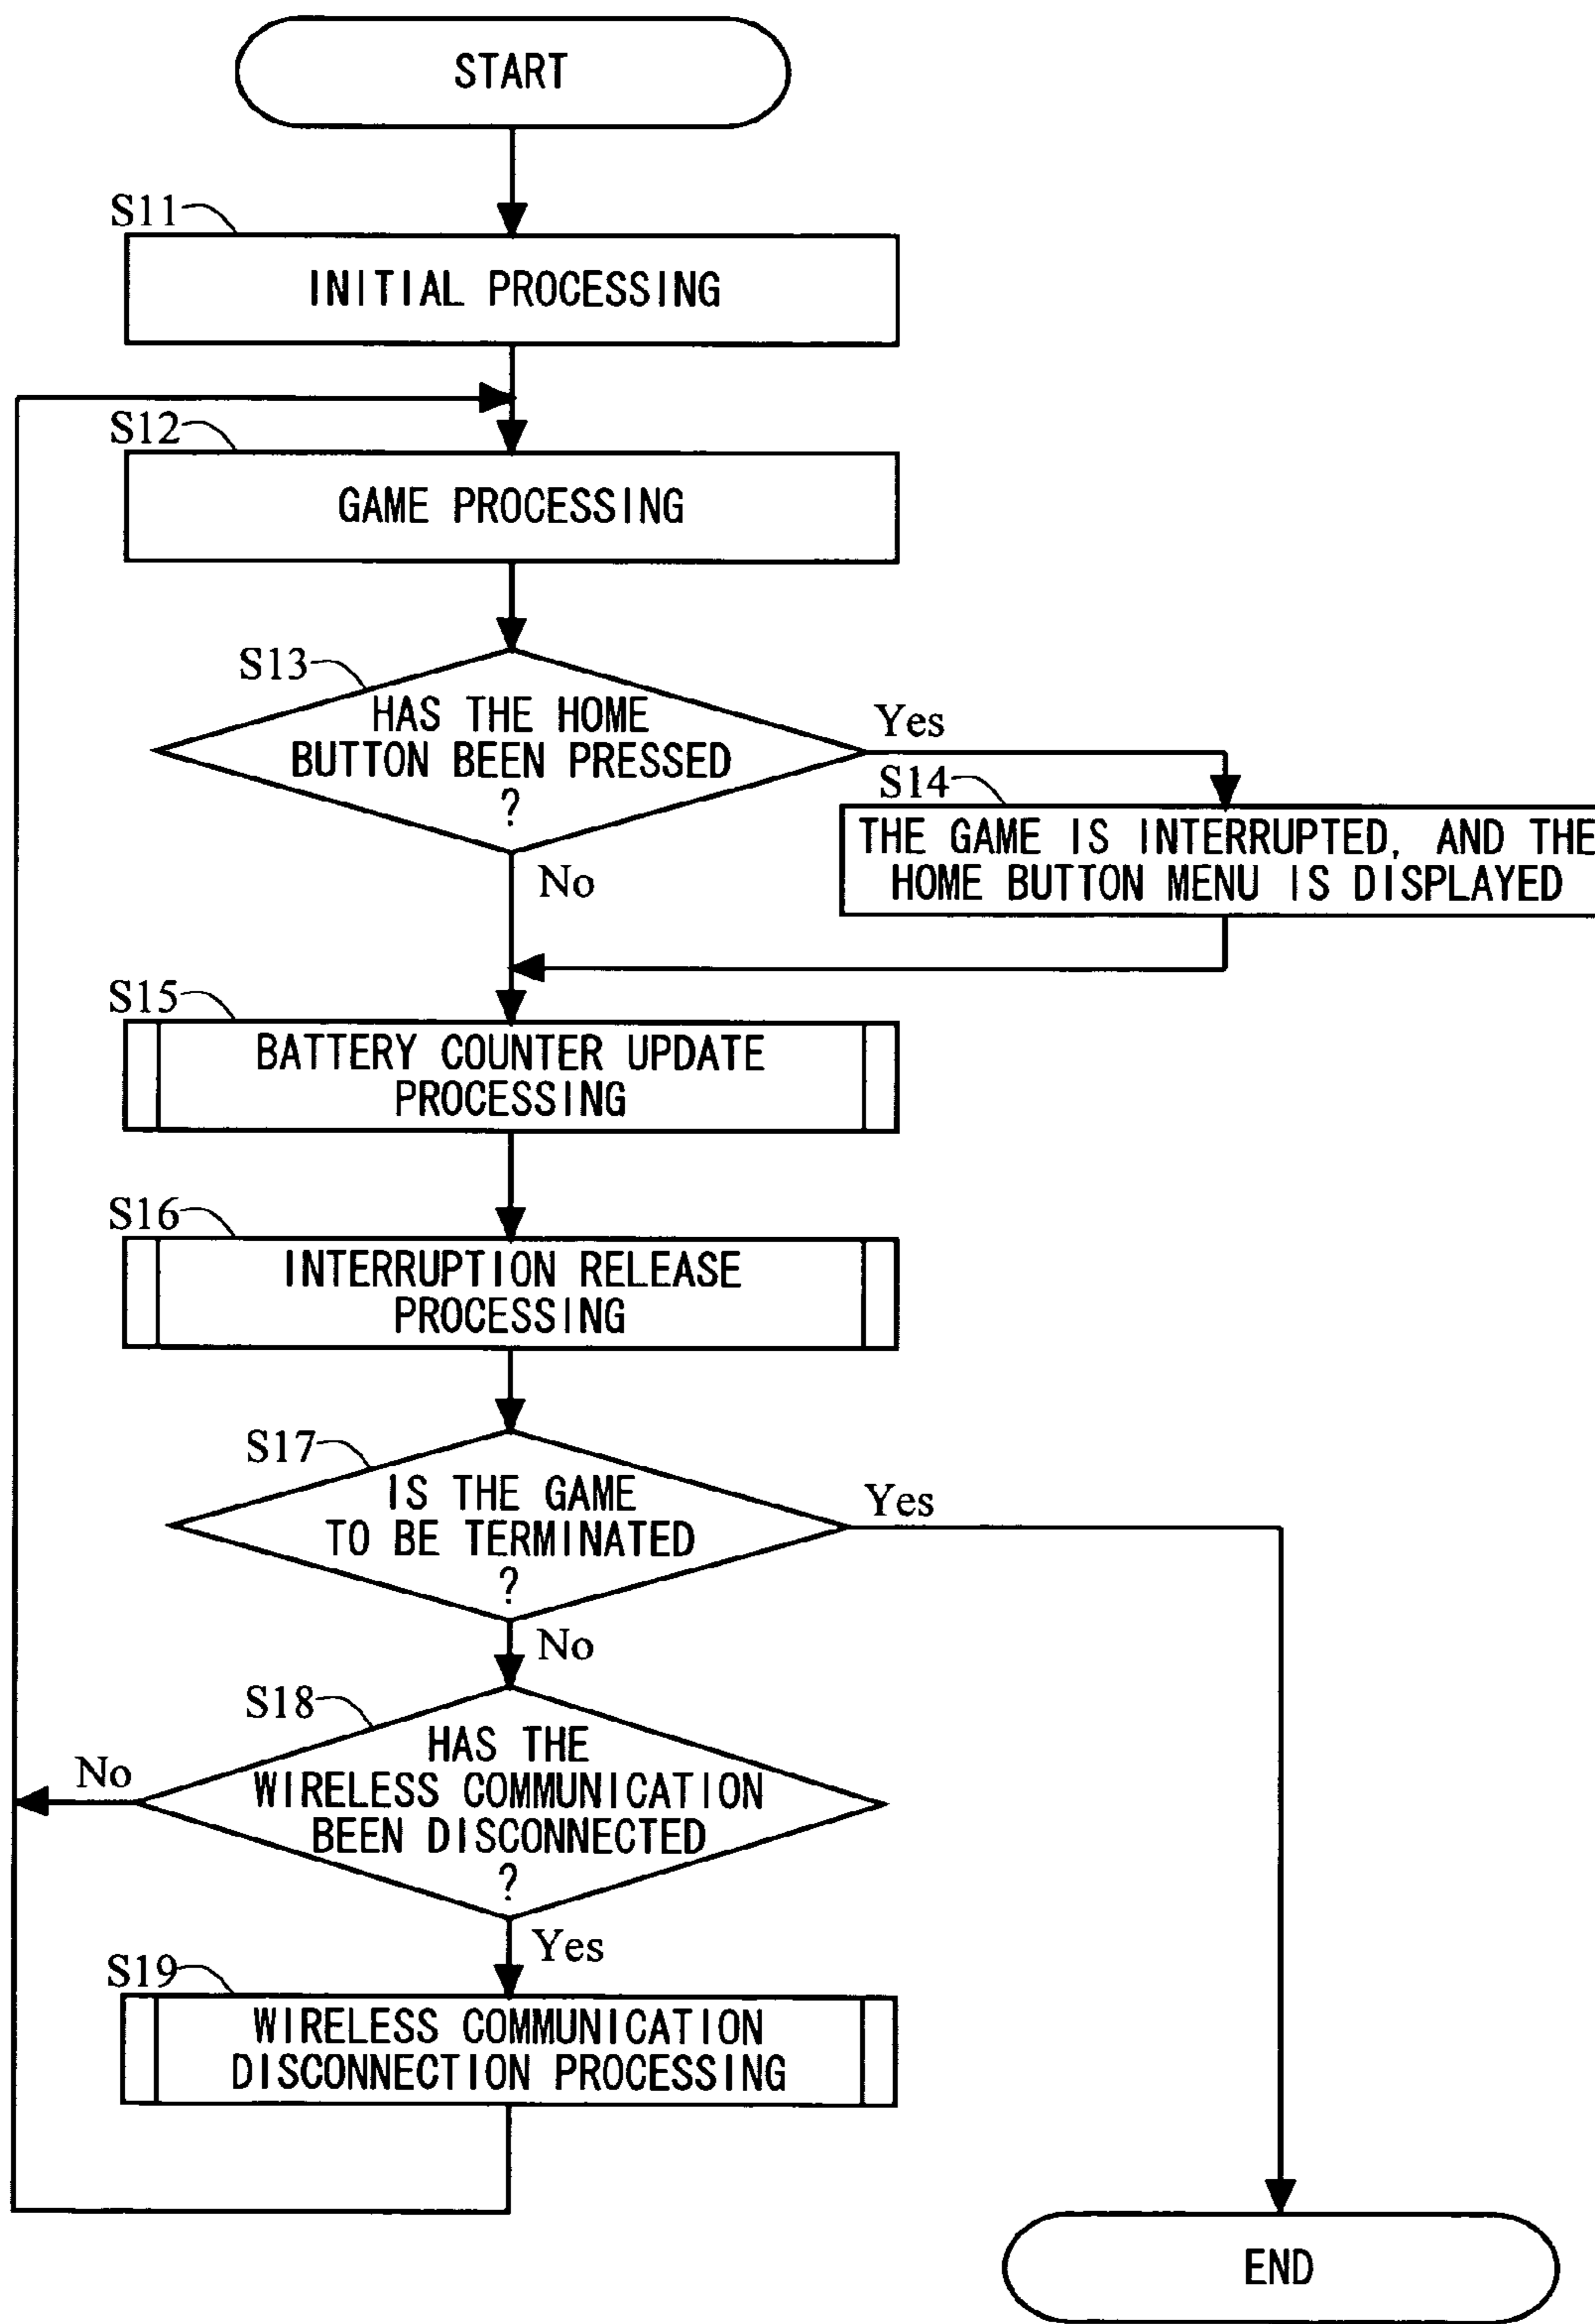 START
S11
INITIAL PROCESSING
S12
GAME PROCESSING
S13
HAS THE HOME
BUTTON BEEN PRESSED
?
Yes
No
S14
THE GAME IS INTERRUPTED, AND THE
HOME BUTTON MENU IS DISPLAYED
S15
BATTERY COUNTER UPDATE
PROCESSING
S16
INTERRUPTION RELEASE
PROCESSING
S17
IS THE GAME
TO BE TERMINATED
?
Yes
No
S18
HAS THE
WIRELESS COMMUNICATION
BEEN DISCONNECTED
?
No
Yes
S19
WIRELESS COMMUNICATION
DISCONNECTION PROCESSING
END